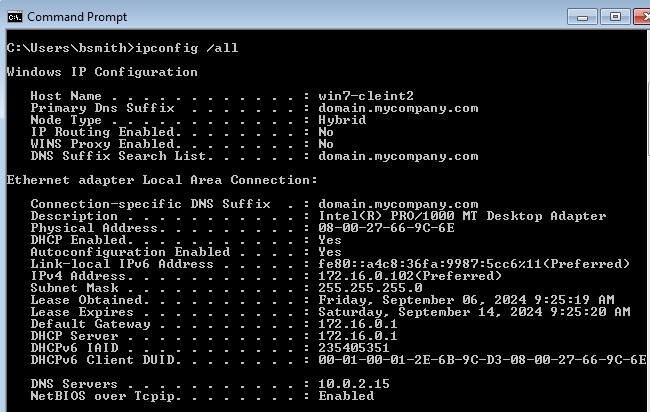 Command Prompt
C:\Users\bsmith>ipconfig /all
Windows IP Configuration
Host Name . . . . . . . . . . . . : win7-cleint2
Primary Dns Suffix . . . . . . . : domain.mycompany.com
Node Type . . . . . . . . . . . . : Hybrid
IP Routing Enabled. . . . . . . . : No
WINS Proxy Enabled. . . . . . . . : No
DNS Suffix Search List. . . . . . : domain.mycompany.com
Ethernet adapter Local Area Connection:
Connection-specific DNS Suffix . : domain.mycompany.com
Description . . . . . . . . . . . : Intel(R) PRO/1000 MT Desktop Adapter
Physical Address. . . . . . . . . : 08-00-27-66-9C-6E
DHCP Enabled. . . . . . . . . . . : Yes
Autoconfiguration Enabled . . . . : Yes
Link-local IPv6 Address . . . . . : fe80::a4c8:36fa:9987:5cc6%11(Preferred)
IPv4 Address. . . . . . . . . . . : 172.16.0.102(Preferred)
Subnet Mask . . . . . . . . . . . : 255.255.255.0
Lease Obtained. . . . . . . . . . : Friday, September 06, 2024 9:25:19 AM
Lease Expires . . . . . . . . . . : Saturday, September 14, 2024 9:25:20 AM
Default Gateway . . . . . . . . . : 172.16.0.1
DHCP Server . . . . . . . . . . . : 172.16.0.1
DHCPv6 IAID . . . . . . . . . . . : 235405351
DHCPv6 Client DUID. . . . . . . . : 00-01-00-01-2E-6B-9C-D3-08-00-27-66-9C-6E
DNS Servers . . . . . . . . . . . : 10.0.2.15
NetBIOS over Tcpip. . . . . . . . : Enabled